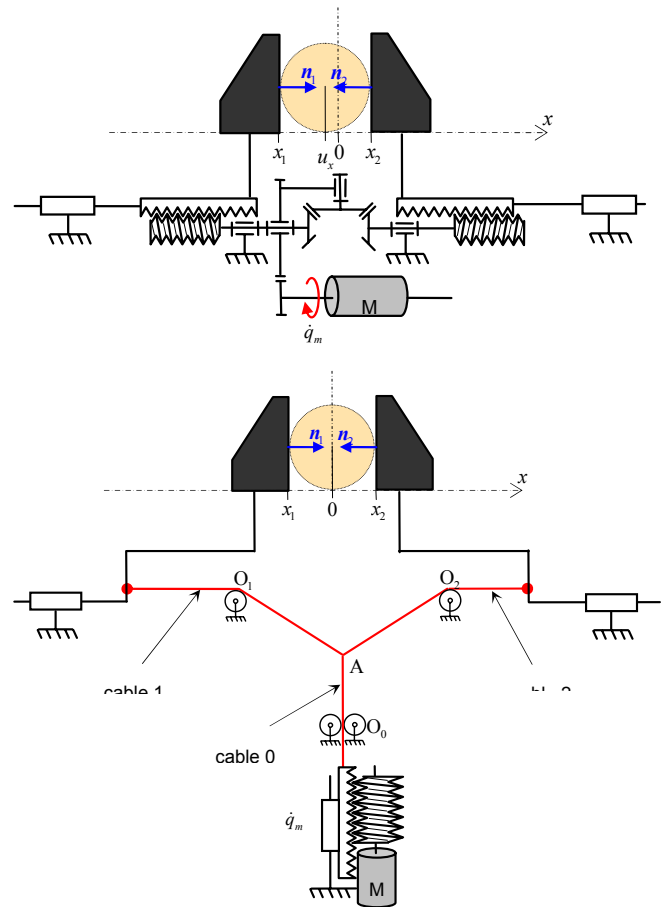 n₁ n₂
x
x₁ uₓ 0 x₂
M
q̇ₘ
n₁ n₂
x
x₁ 0 x₂
O₁ O₂
A
cable 1
cable 0
O₀
q̇ₘ
M